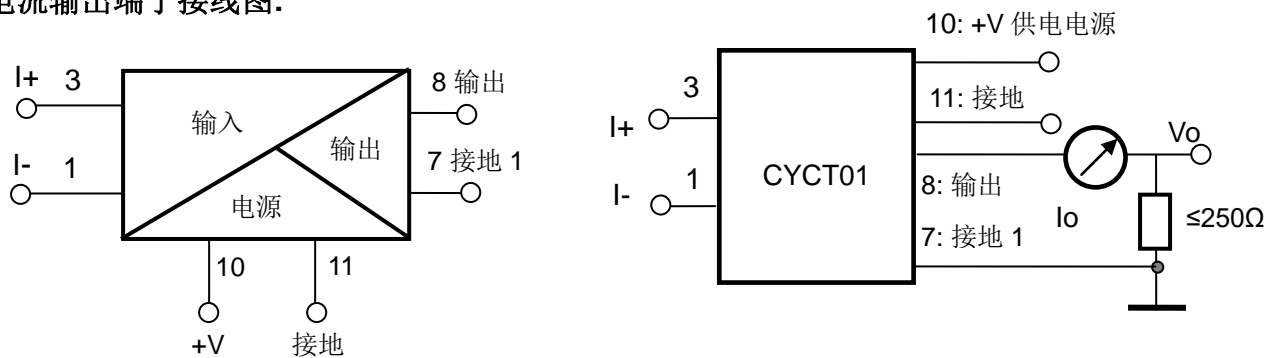 电流输出端子接线图:
I+ 3
I- 1
输入
输出
电源
8 输出
7 接地 1
10
11
+V
接地
10: +V 供电电源
11: 接地
3
I+
1
I-
CYCT01
8: 输出
7: 接地 1
Io
Vo
≤250Ω